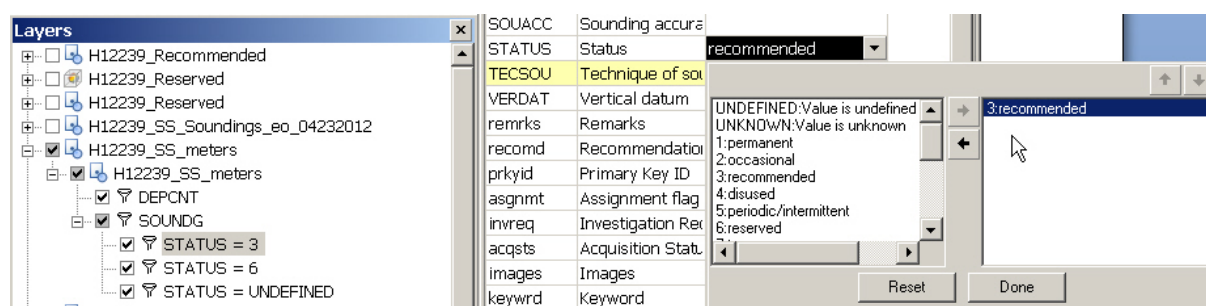 Layers
H12239_Recommended
H12239_Reserved
H12239_Reserved
H12239_SS_Soundings_eo_04232012
H12239_SS_meters
H12239_SS_meters
DEPCNT
SOUNDG
STATUS = 3
STATUS = 6
STATUS = UNDEFINED
SOUACC Sounding accura
STATUS Status recommended
TECSOU Technique of sou
VERDAT Vertical datum
remrks Remarks
recomd Recommendation
prkyid Primary Key ID
asgnmt Assignment flag
invreq Investigation Rec
acqsts Acquisition Statu
images Images
keywrd Keyword
UNDEFINED:Value is undefined
UNKNOWN:Value is unknown
1:permanent
2:occasional
3:recommended
4:disused
5:periodic/intermittent
6:reserved
3:recommended
Reset Done